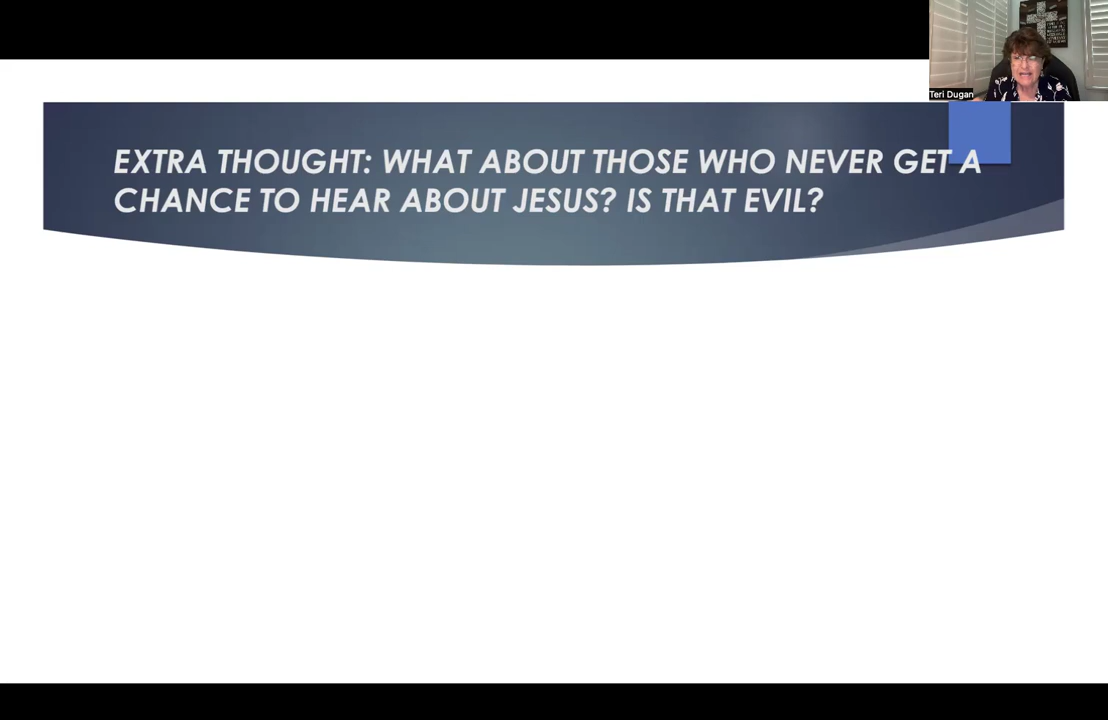 Teri Dugan
EXTRA THOUGHT: WHAT ABOUT THOSE WHO NEVER GET A
CHANCE TO HEAR ABOUT JESUS? IS THAT EVIL?